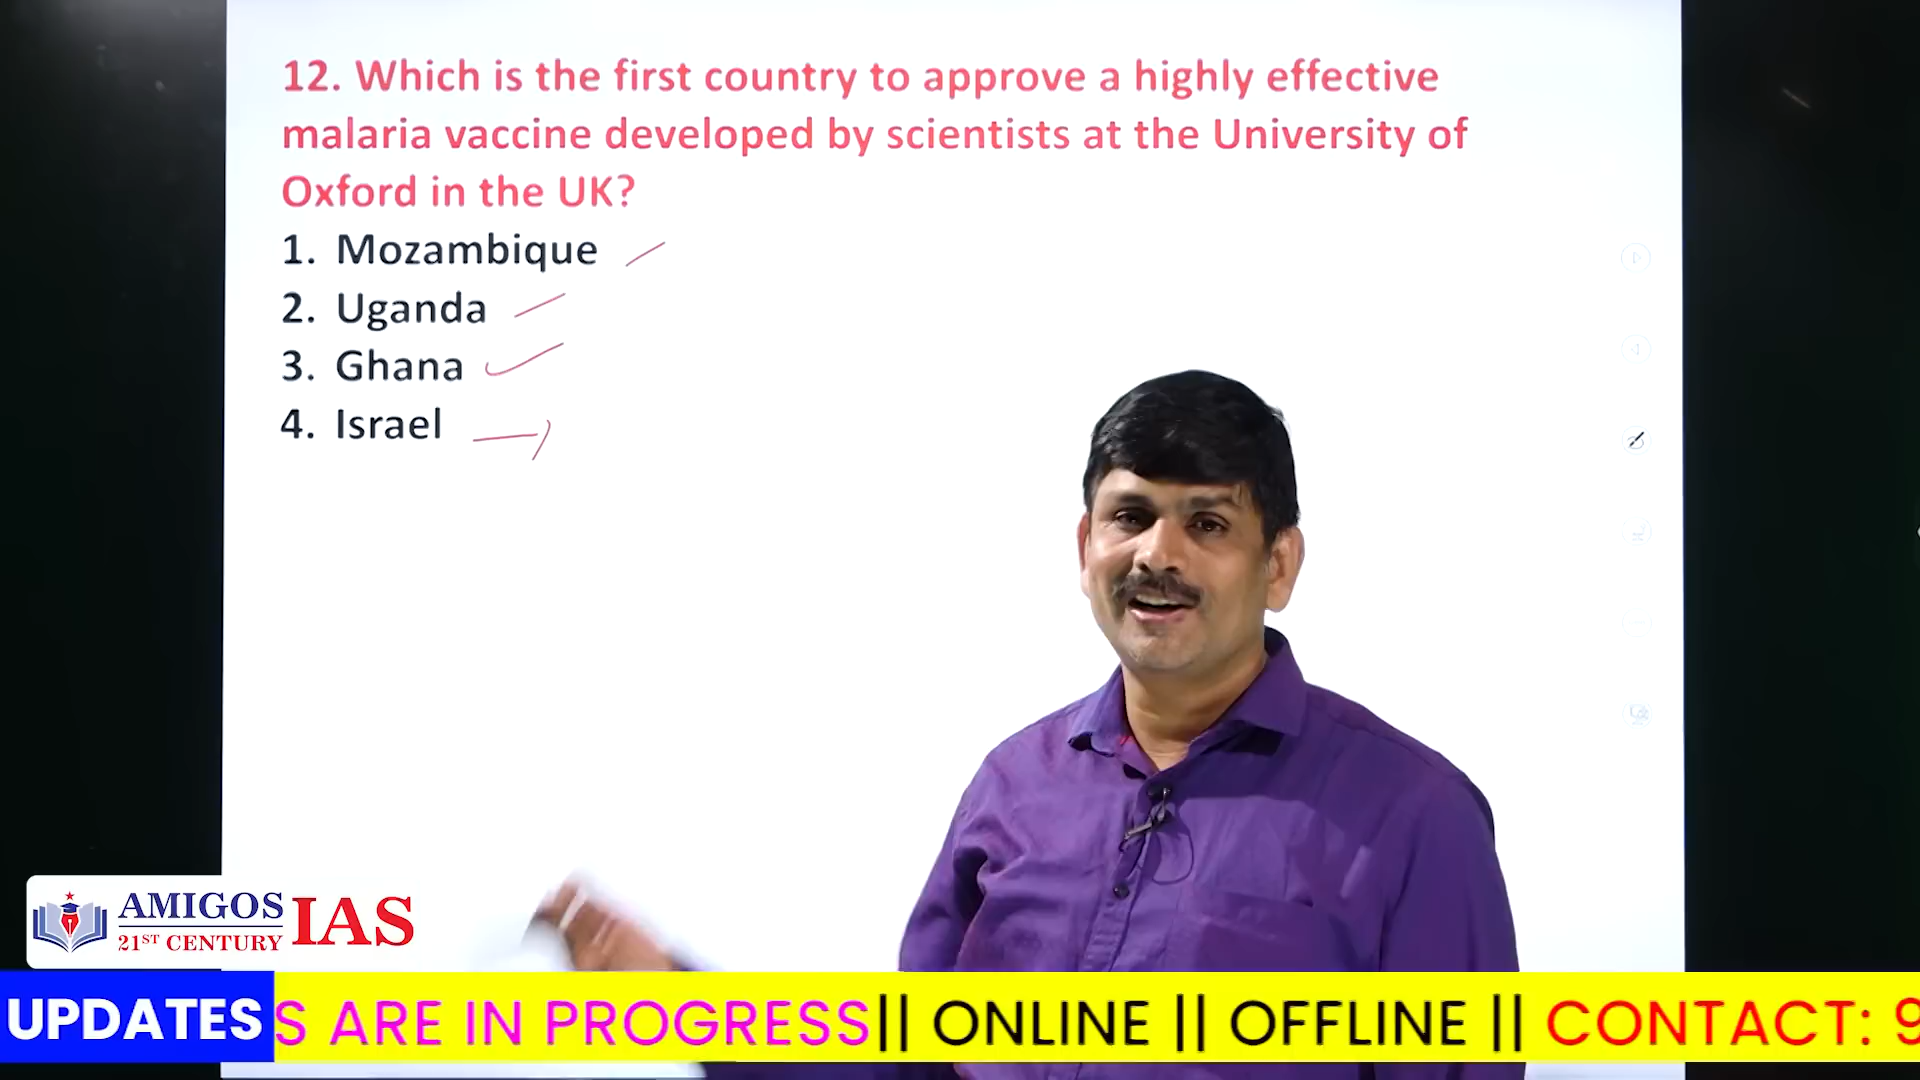 12. Which is the first country to approve a highly effective
malaria vaccine developed by scientists at the University of
Oxford in the UK?
1. Mozambique
2. Uganda
3. Ghana
4. Israel
AMIGOS
21ST CENTURY
IAS
UPDATES
S ARE IN PROGRESS|| ONLINE || OFFLINE || CONTACT: 9